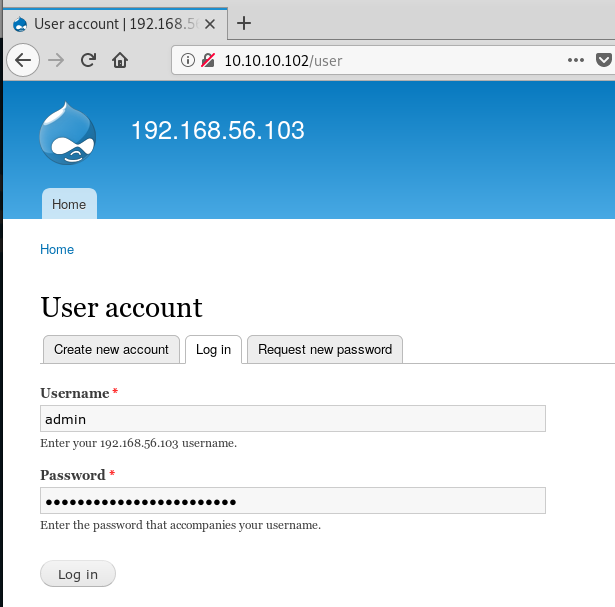 User account | 192.168.56
10.10.10.102/user
192.168.56.103
Home
Home
User account
Create new account
Log in
Request new password
Username *
admin
Enter your 192.168.56.103 username.
Password *
Enter the password that accompanies your username.
Log in